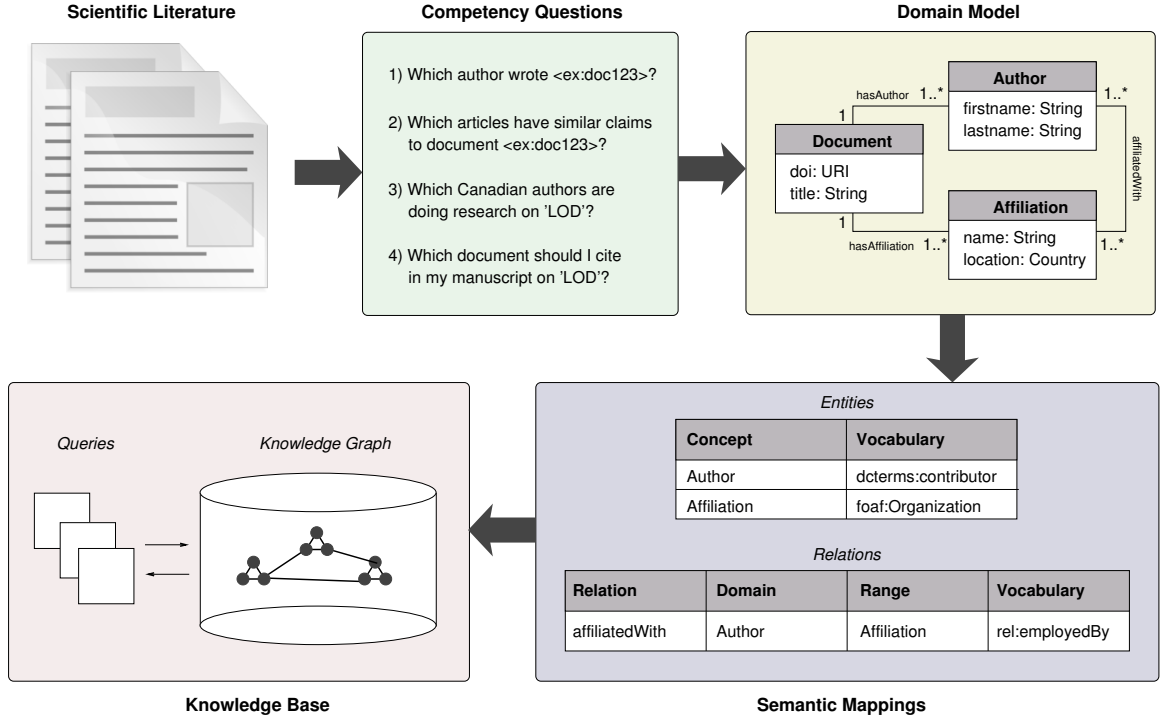 Scientific Literature
Competency Questions
1) Which author wrote <ex:doc123>?
2) Which articles have similar claims
to document <ex:doc123>?
3) Which Canadian authors are
doing research on 'LOD'?
4) Which document should I cite
in my manuscript on 'LOD'?
Domain Model
Author
firstname: String
lastname: String
hasAuthor 1..*
1..*
1
Document
doi: URI
title: String
affiliatedWith
Affiliation
name: String
location: Country
1
hasAffiliation 1..*
1..*
Queries
Knowledge Graph
Knowledge Base
Entities
Concept Vocabulary
Author dcterms:contributor
Affiliation foaf:Organization
Relations
Relation Domain Range Vocabulary
affiliatedWith Author Affiliation rel:employedBy
Semantic Mappings